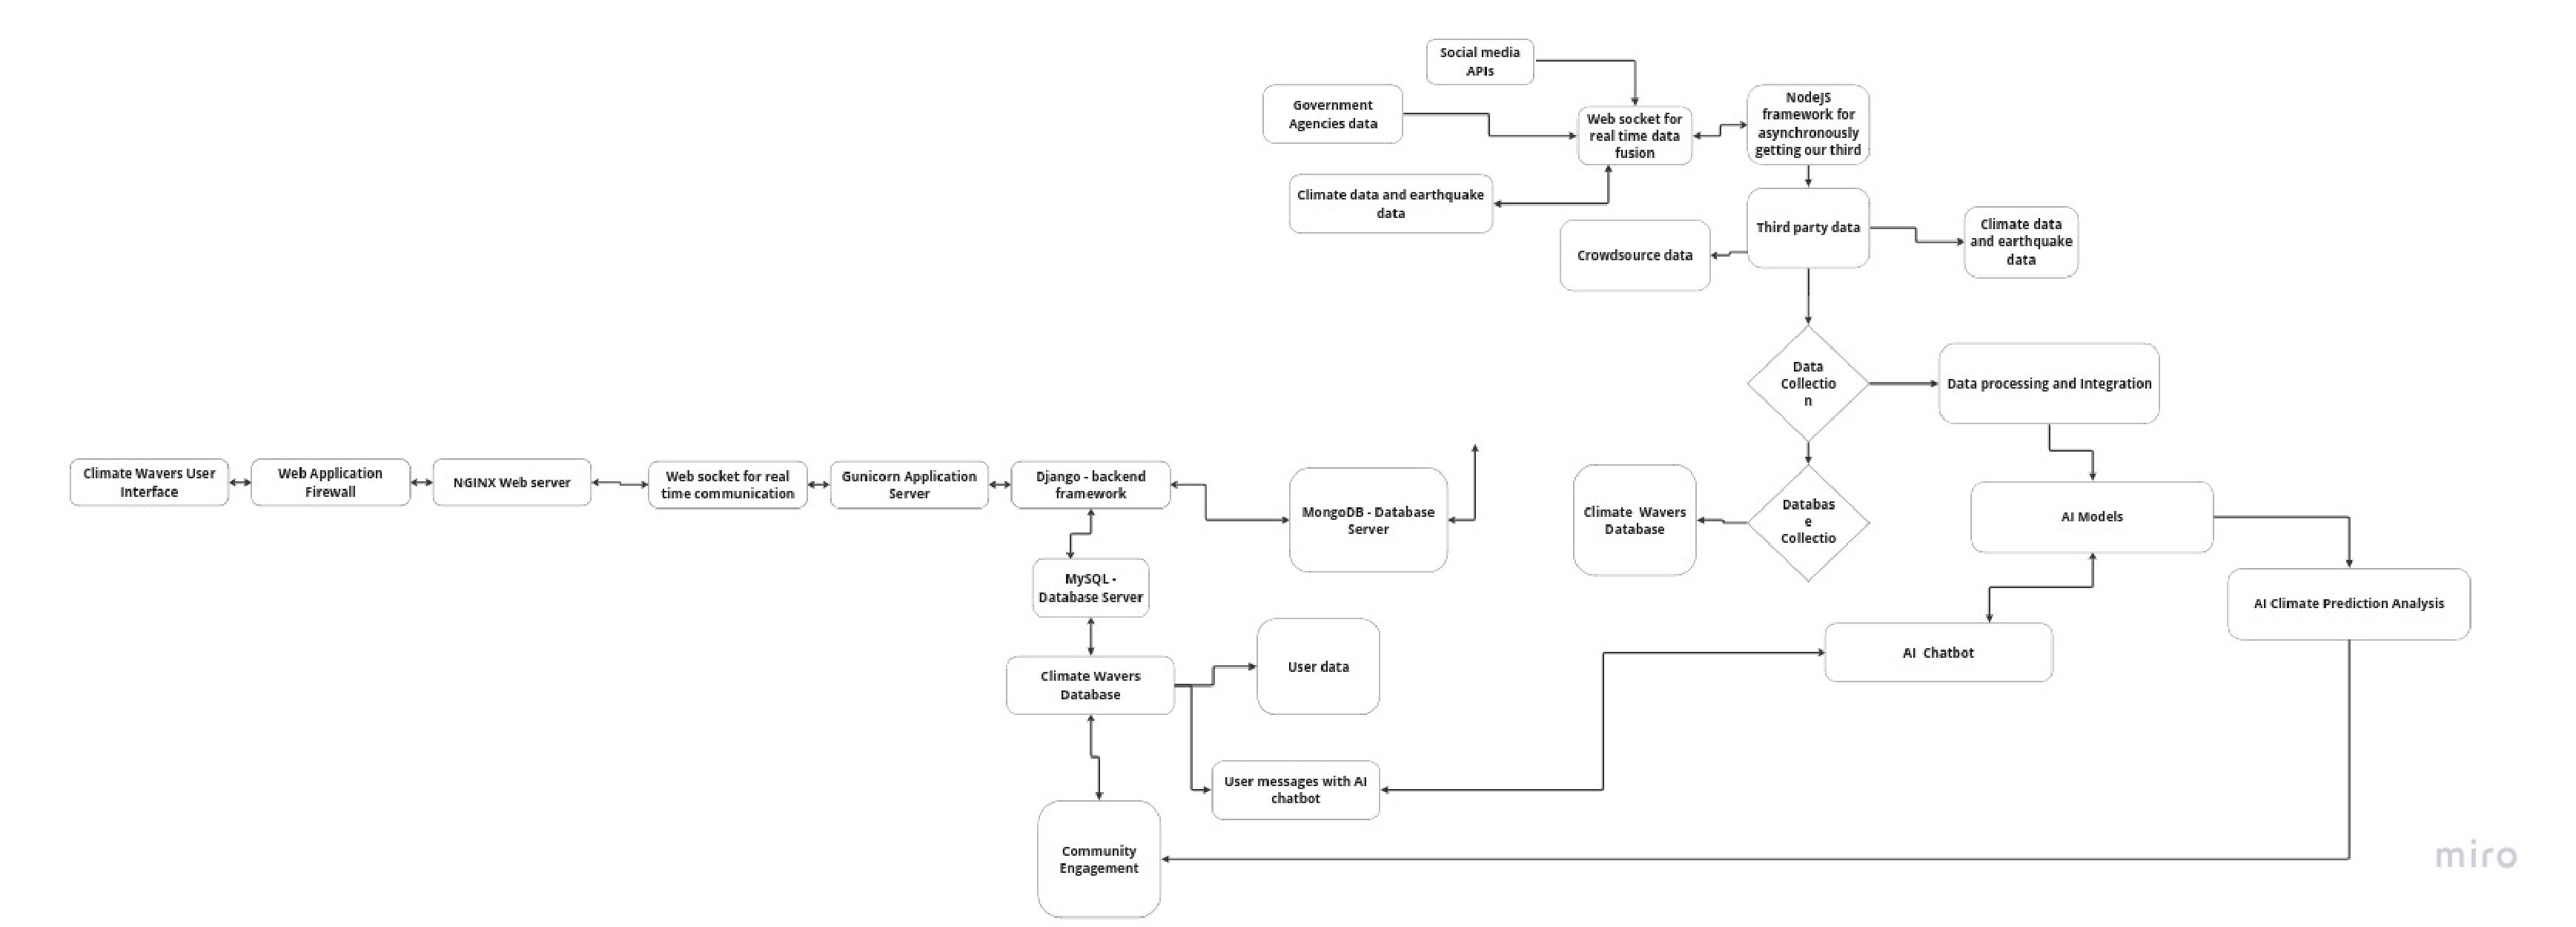 Social media
APIs
Government
Agencies data
Web socket for
real time data
fusion
NodeJS
framework for
asynchronously
getting our third
Climate data and earthquake
data
Crowdsource data
Third party data
Climate data
and earthquake
data
Data
Collectio
n
Data processing and Integration
Climate Wavers User
Interface
Web Application
Firewall
NGINX Web server
Web socket for real
time communication
Gunicorn Application
Server
Django - backend
framework
MongoDB - Database
Server
Climate Wavers
Database
Databas
e
Collectio
AI Models
MySQL -
Database Server
AI Climate Prediction Analysis
AI Chatbot
Climate Wavers
Database
User data
User messages with AI
chatbot
Community
Engagement
miro